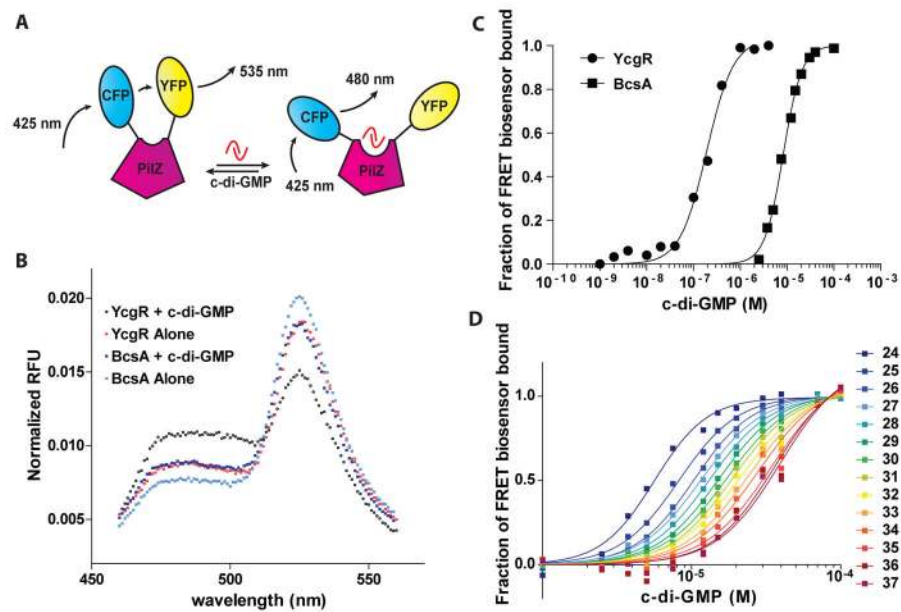 A
CFP
YFP
535 nm
425 nm
PilZ
c-di-GMP
480 nm
CFP
YFP
425 nm
PilZ
B
YcgR + c-di-GMP
YcgR Alone
BcsA + c-di-GMP
BcsA Alone
Normalized RFU
0.020
0.015
0.010
0.005
450
500
550
wavelength (nm)
C
YcgR
BcsA
Fraction of FRET biosensor bound
1.0
0.8
0.6
0.4
0.2
0.0
10-10 10-9 10-8 10-7 10-6 10-5 10-4 10-3
c-di-GMP (M)
D
Fraction of FRET biosensor bound
1.0
0.5
0.0
10-5
10-4
c-di-GMP (M)
24
25
26
27
28
29
30
31
32
33
34
35
36
37